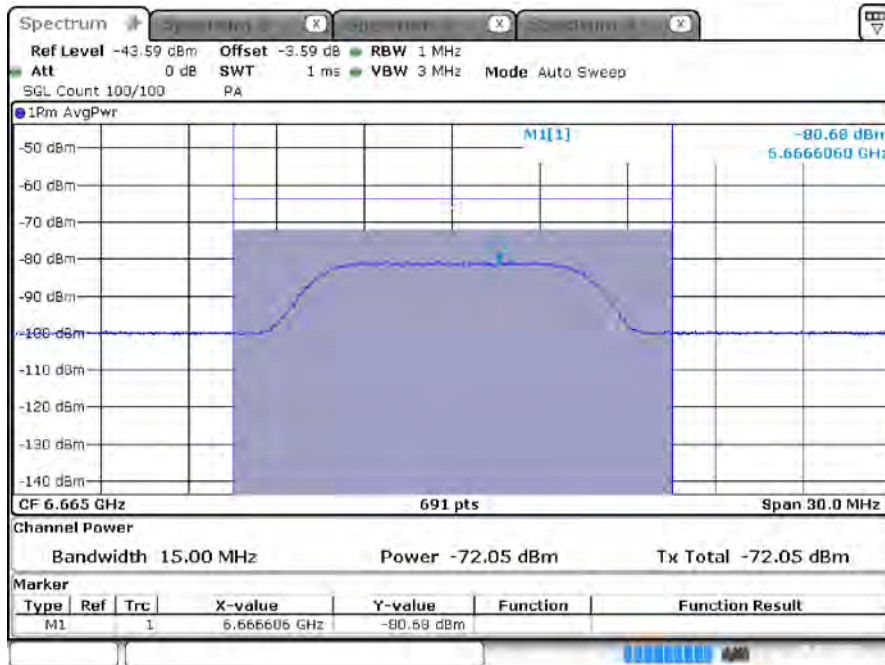 Spectrum
Ref Level -43.59 dBm Offset -3.59 dB RBW 1 MHz
Att 0 dB SWT 1 ms VBW 3 MHz Mode Auto Sweep
SGL Count 100/100 PA
1Rm AvgPwr
M1[1] -80.68 dBm
6.6666060 GHz
-50 dBm
-60 dBm
-70 dBm
-80 dBm
-90 dBm
-100 dBm
-110 dBm
-120 dBm
-130 dBm
-140 dBm
CF 6.665 GHz 691 pts Span 30.0 MHz
Channel Power
Bandwidth 15.00 MHz Power -72.05 dBm Tx Total -72.05 dBm
Marker
Type Ref Trc X-value Y-value Function Function Result
M1 1 6.666606 GHz -80.68 dBm